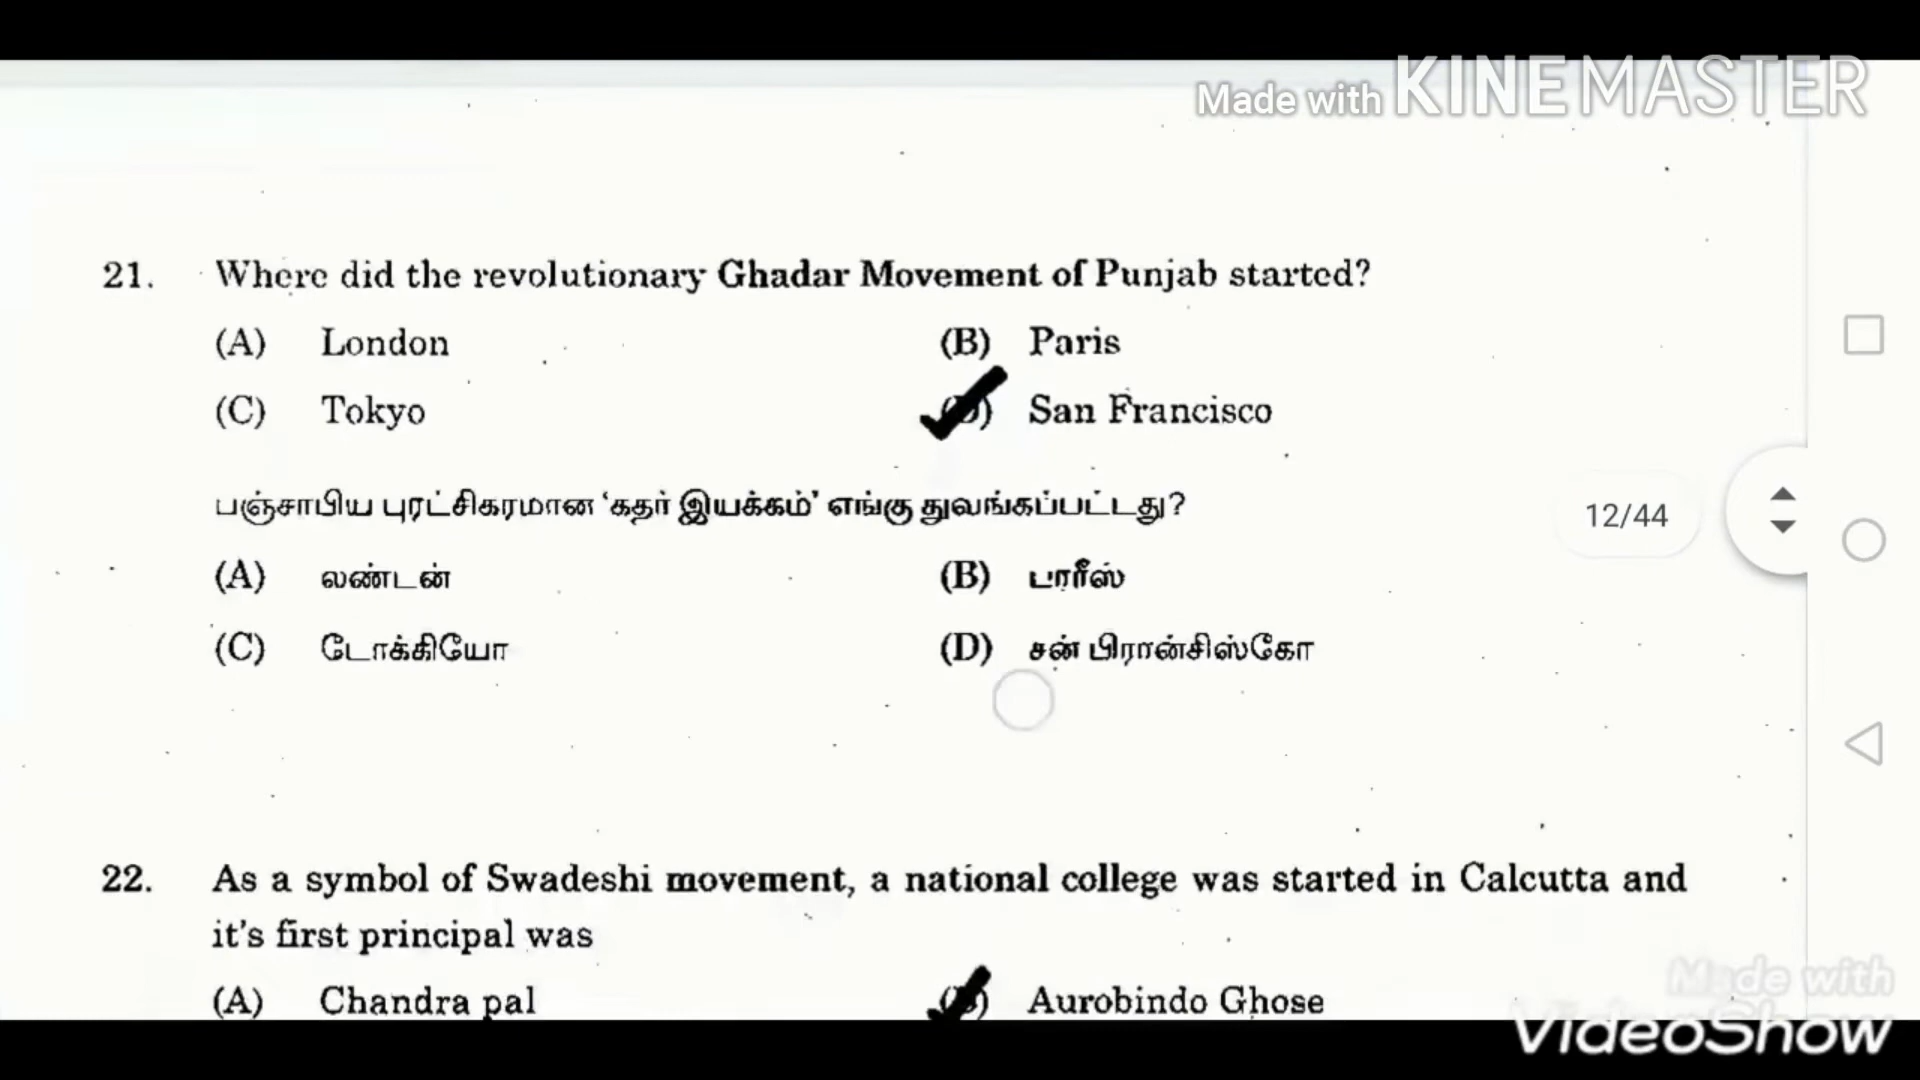 Made with KINEMASTER
21. Where did the revolutionary Ghadar Movement of Punjab started?
(A) London (B) Paris
(C) Tokyo (D) San Francisco
பஞ்சாபிய புரட்சிகரமான ‘கதர் இயக்கம்’ எங்கு துவங்கப்பட்டது?
(A) லண்டன் (B) பாரீஸ்
(C) டோக்கியோ (D) சன் பிரான்சிஸ்கோ
12/44
22. As a symbol of Swadeshi movement, a national college was started in Calcutta and
it's first principal was
(A) Chandra pal (B) Aurobindo Ghose
Made with
VideoShow